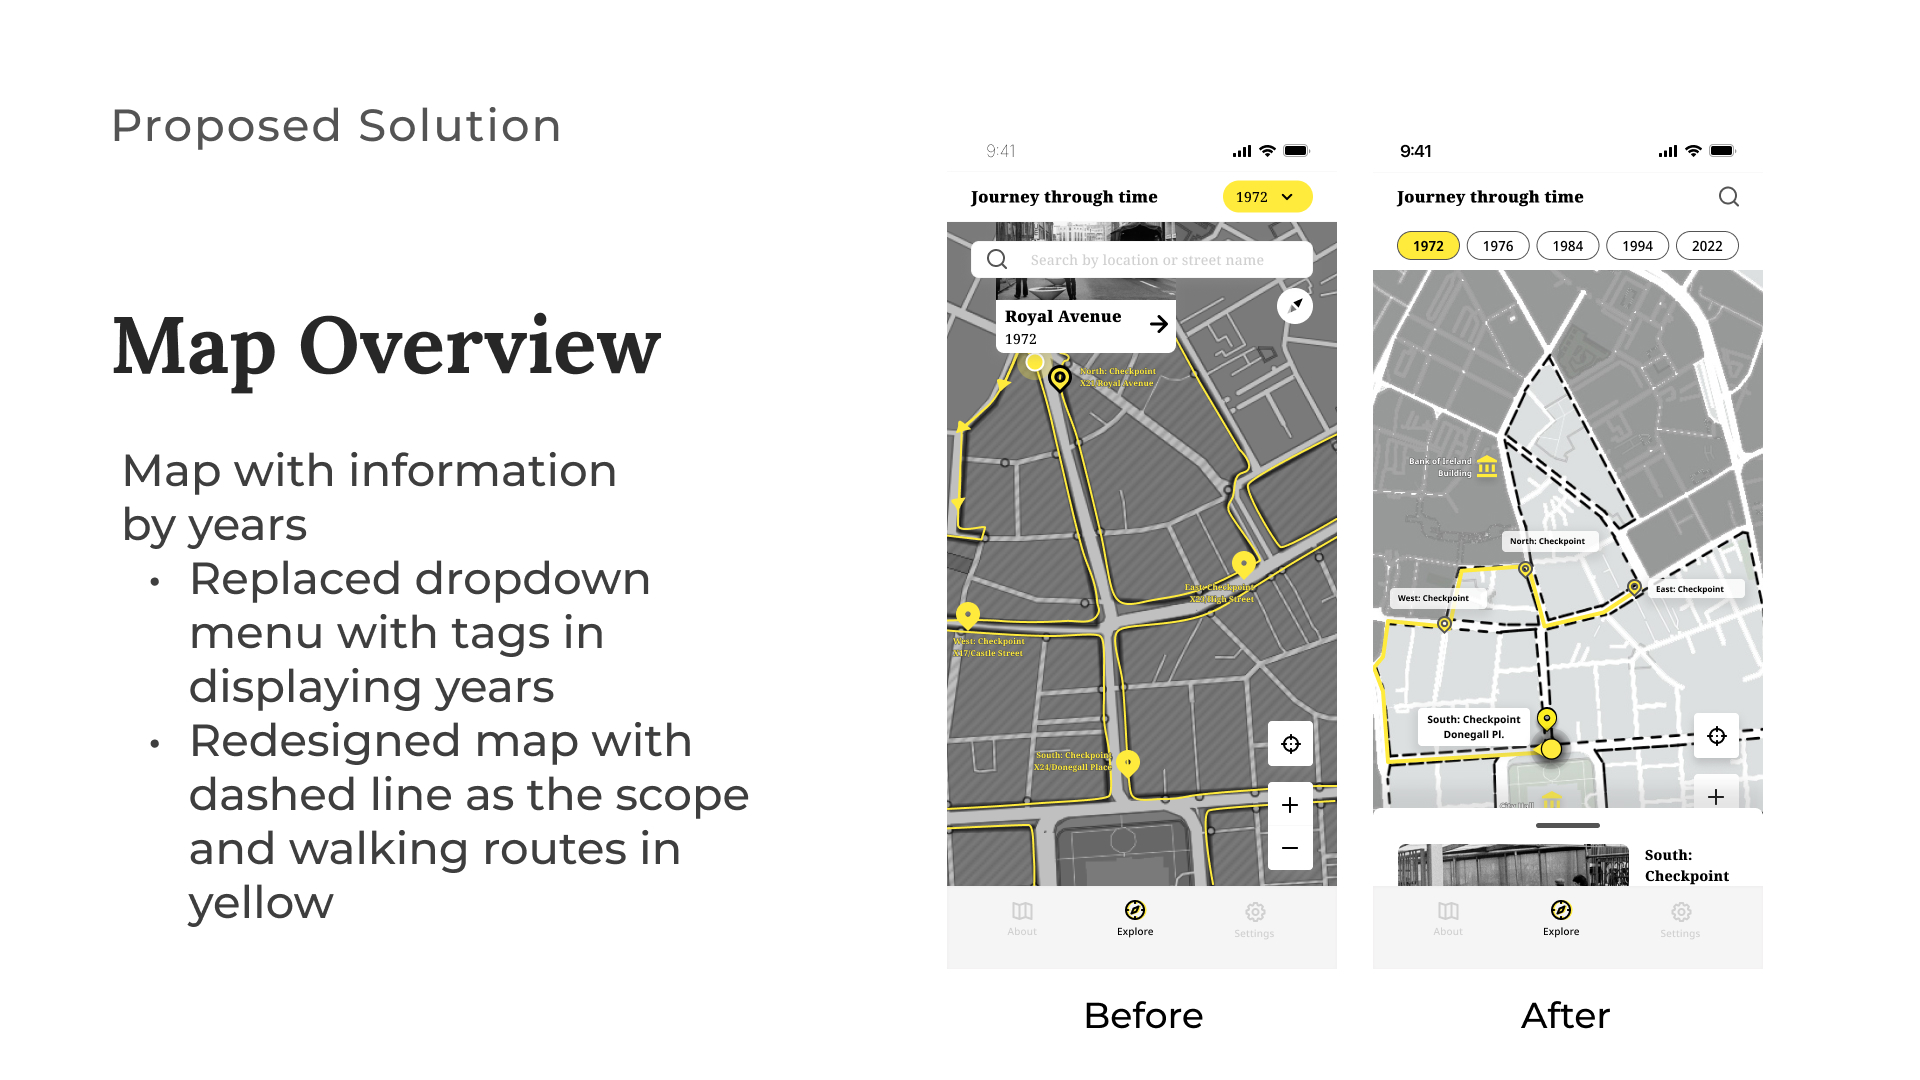 Proposed Solution
Map Overview
Map with information
by years
• Replaced dropdown
menu with tags in
displaying years
• Redesigned map with
dashed line as the scope
and walking routes in
yellow
9:41
Journey through time
1972
Search by location or street name
Royal Avenue
1972
North: Checkpoint
X21/Royal Avenue
East: Checkpoint
X29/High Street
West: Checkpoint
X17/Castle Street
South: Checkpoint
X24/Donegall Place
About
Explore
Settings
Before
9:41
Journey through time
1972
1976
1984
1994
2022
Bank of Ireland
Building
North: Checkpoint
West: Checkpoint
East: Checkpoint
South: Checkpoint
Donegall Pl.
City Hall
South:
Checkpoint
About
Explore
Settings
After